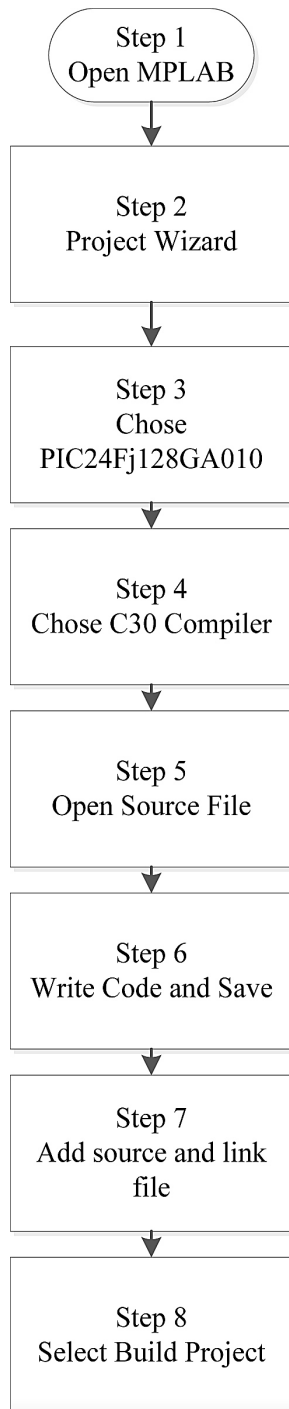 Step 1
Open MPLAB
Step 2
Project Wizard
Step 3
Chose
PIC24Fj128GA010
Step 4
Chose C30 Compiler
Step 5
Open Source File
Step 6
Write Code and Save
Step 7
Add source and link
file
Step 8
Select Build Project